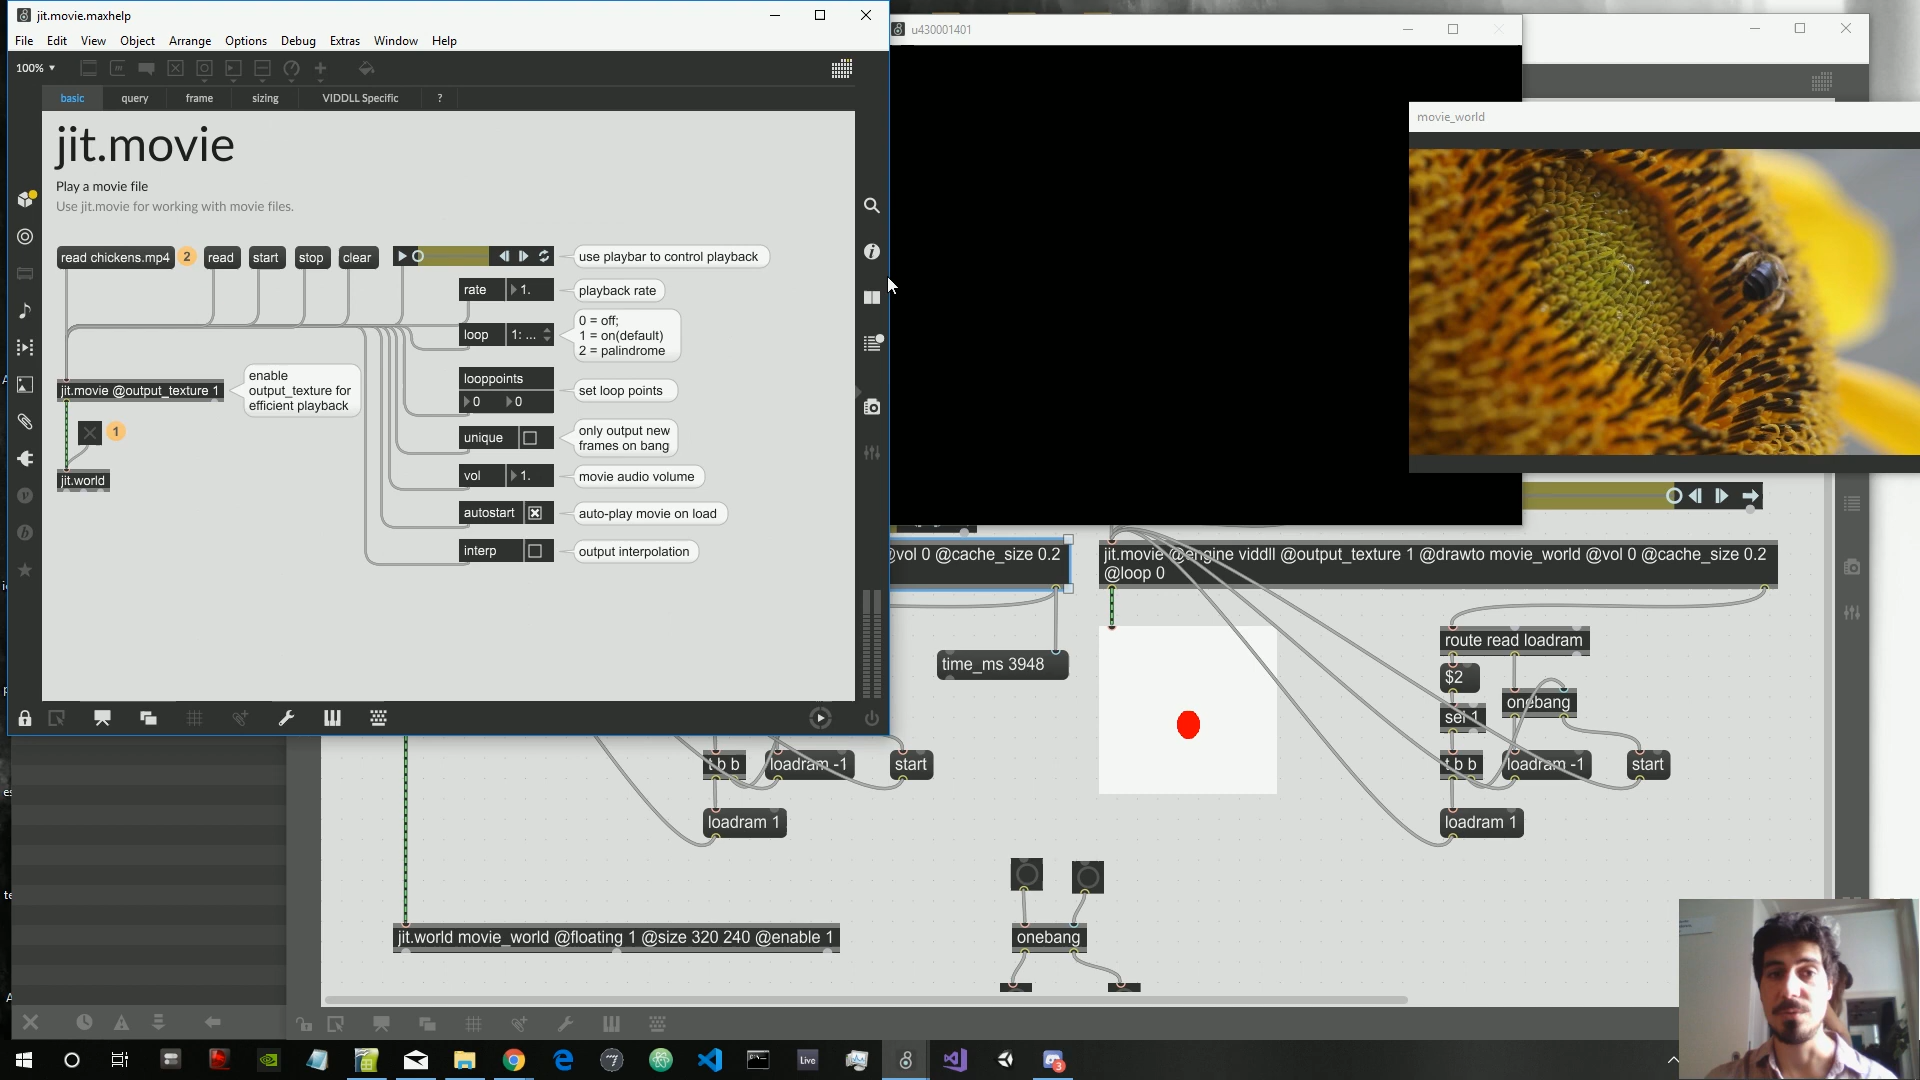 jit.movie.maxhelp
File Edit View Object Arrange Options Debug Extras Window Help
100%
basic query frame sizing VIDDLL Specific ?
jit.movie
Play a movie file
Use jit.movie for working with movie files.
read chickens.mp4 2 read start stop clear
use playbar to control playback
rate 1.
playback rate
loop 1: ...
0 = off;
1 = on(default)
2 = palindrome
looppoints
0 0
set loop points
jit.movie @output_texture 1
enable
output_texture for
efficient playback
1
jit.world
unique
only output new
frames on bang
vol 1.
movie audio volume
autostart
auto-play movie on load
interp
output interpolation
u430001401
movie_world
@vol 0 @cache_size 0.2
jit.movie @engine viddll @output_texture 1 @drawto movie_world @vol 0 @cache_size 0.2
@loop 0
time_ms 3948
route read loadram
$2
sel 1
onebang
t b b
loadram -1
start
loadram 1
t b b
loadram -1
start
loadram 1
jit.world movie_world @floating 1 @size 320 240 @enable 1
onebang
Live
3